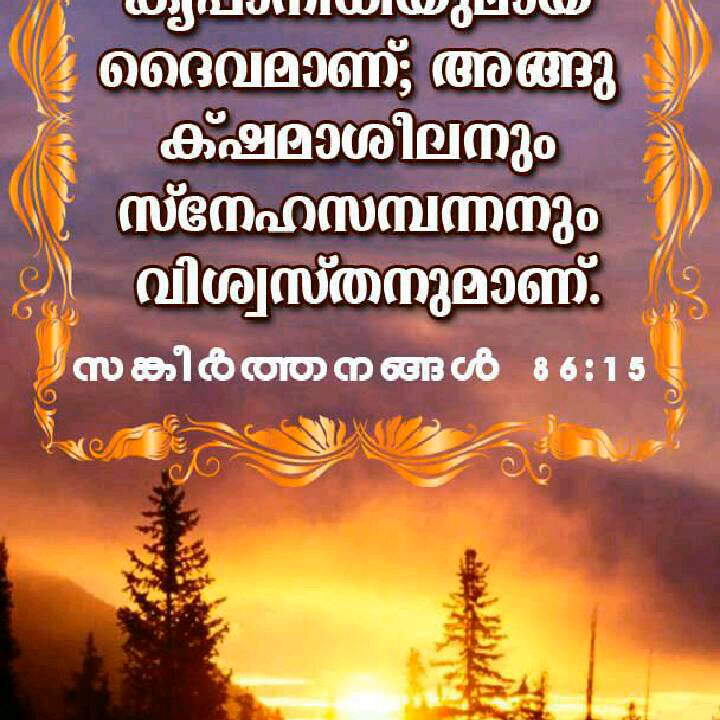 കൃപാനിധിയുമായ
ദൈവമാണ്; അങ്ങു
ക്ഷമാശീലനും
സ്നേഹസമ്പന്നനും
വിശ്വസ്തനുമാണ്.
സങ്കീർത്തനങ്ങൾ 86:15